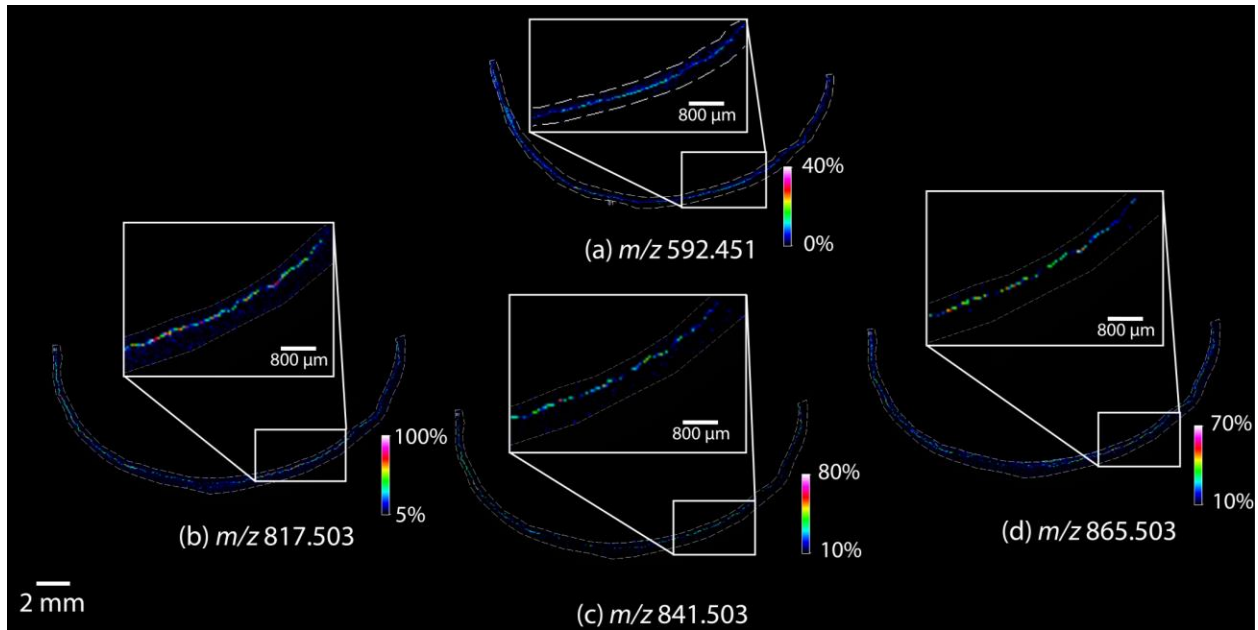 800 µm
40%
0%
(a) m/z 592.451
800 µm
100%
5%
(b) m/z 817.503
800 µm
80%
10%
(c) m/z 841.503
800 µm
70%
10%
(d) m/z 865.503
2 mm